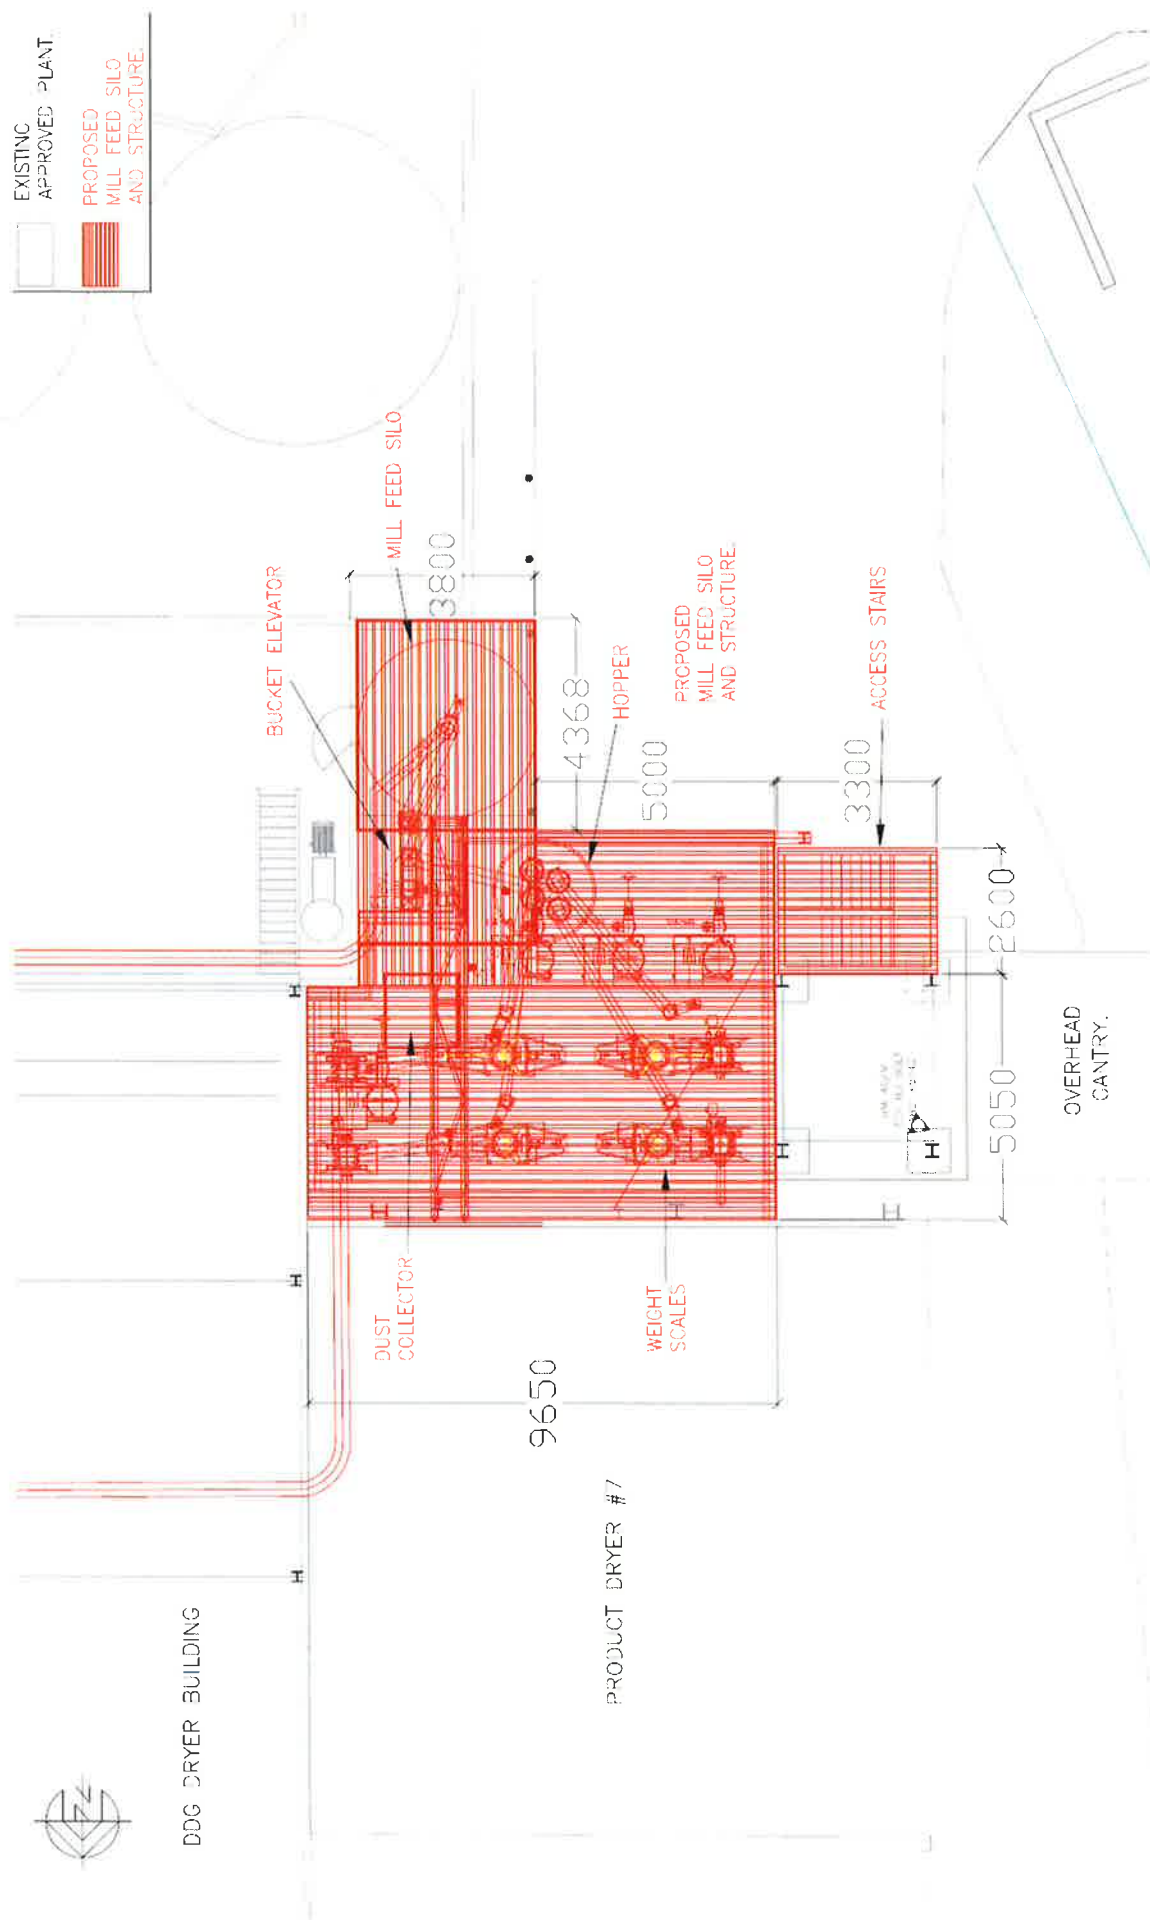 EXISTING
APPROVED PLANT.
PROPOSED
MILL FEED SILO
AND STRUCTURE.
MILL FEED SILO
BUCKET ELEVATOR
3800
4368
HOPPER
PROPOSED
MILL FEED SILO
AND STRUCTURE.
5000
3300
ACCESS STAIRS
2600
5050
OVERHEAD
GANTRY.
DUST
COLLECTOR
WEIGHT
SCALES
9650
PRODUCT DRYER #7
DDG DRYER BUILDING
N